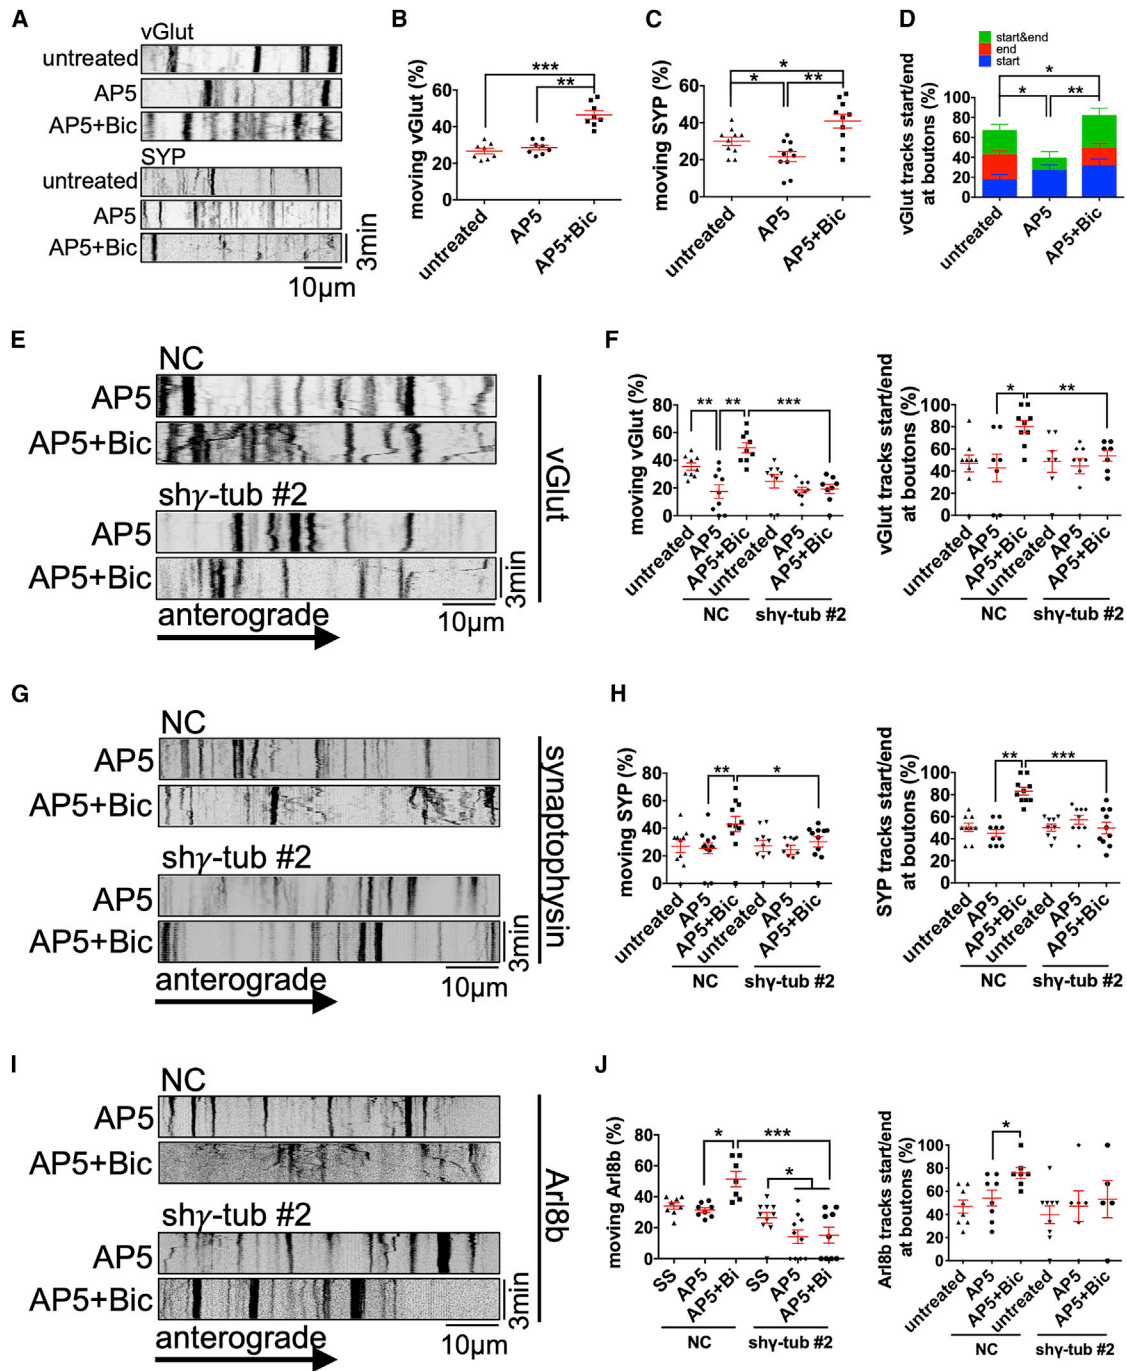 A
vGlut
untreated
AP5
AP5+Bic
SYP
untreated
AP5
AP5+Bic
3min
10µm
B
moving vGlut (%)
60
40
20
0
***
**
untreated
AP5
AP5+Bic
C
moving SYP (%)
60
40
20
0
*
*
**
untreated
AP5
AP5+Bic
D
start&end
end
start
vGlut tracks start/end
at boutons (%)
100
80
60
40
20
0
*
*
**
untreated
AP5
AP5+Bic
E
NC
AP5
AP5+Bic
shγ-tub #2
AP5
AP5+Bic
vGlut
3min
anterograde
10µm
F
moving vGlut (%)
80
60
40
20
0
**
**
***
untreated
AP5
AP5+Bic
untreated
AP5
AP5+Bic
NC
shγ-tub #2
vGlut tracks start/end
at boutons (%)
100
80
60
40
20
0
*
**
untreated
AP5
AP5+Bic
untreated
AP5
AP5+Bic
NC
shγ-tub #2
G
NC
AP5
AP5+Bic
shγ-tub #2
AP5
AP5+Bic
synaptophysin
3min
anterograde
10µm
H
moving SYP (%)
80
60
40
20
0
**
*
untreated
AP5
AP5+Bic
untreated
AP5
AP5+Bic
NC
shγ-tub #2
SYP tracks start/end
at boutons (%)
100
80
60
40
20
0
**
***
untreated
AP5
AP5+Bic
untreated
AP5
AP5+Bic
NC
shγ-tub #2
I
NC
AP5
AP5+Bic
shγ-tub #2
AP5
AP5+Bic
Arl8b
3min
anterograde
10µm
J
moving Arl8b (%)
80
60
40
20
0
*
***
*
SS
AP5
AP5+Bi
SS
AP5
AP5+Bi
NC
shγ-tub #2
Arl8b tracks start/end
at boutons (%)
100
80
60
40
20
0
*
untreated
AP5
AP5+Bic
untreated
AP5
AP5+Bic
NC
shγ-tub #2